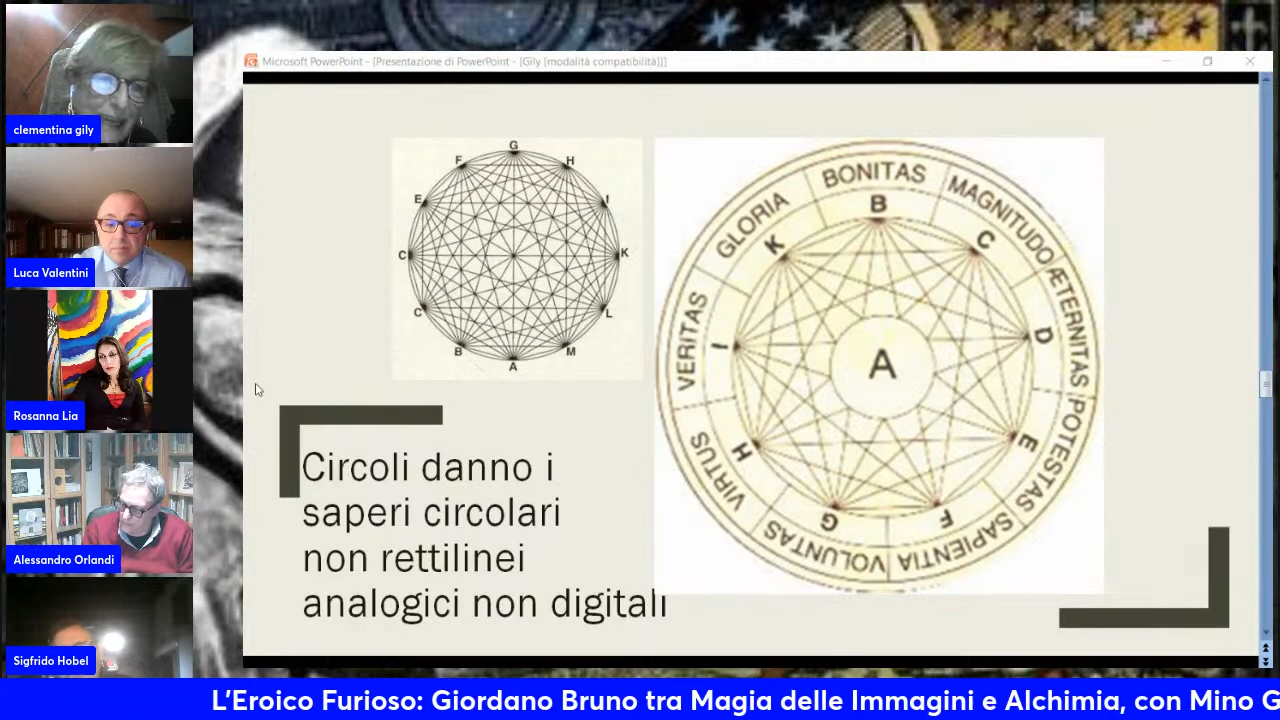 clementina gily
Luca Valentini
Rosanna Lia
Alessandro Orlandi
Sigfrido Hobel
Microsoft PowerPoint - [Presentazione di PowerPoint - [Gily [modalità compatibilità]]]
G
F
H
E
I
C
K
C
L
B
M
A
BONITAS
MAGNITUDO
ÆTERNITAS
POTESTAS
SAPIENTIA
VOLUNTAS
VIRTUS
VERITAS
GLORIA
B
C
D
E
F
G
H
I
K
A
Circoli danno i
saperi circolari
non rettilinei
analogici non digitali
L'Eroico Furioso: Giordano Bruno tra Magia delle Immagini e Alchimia, con Mino G